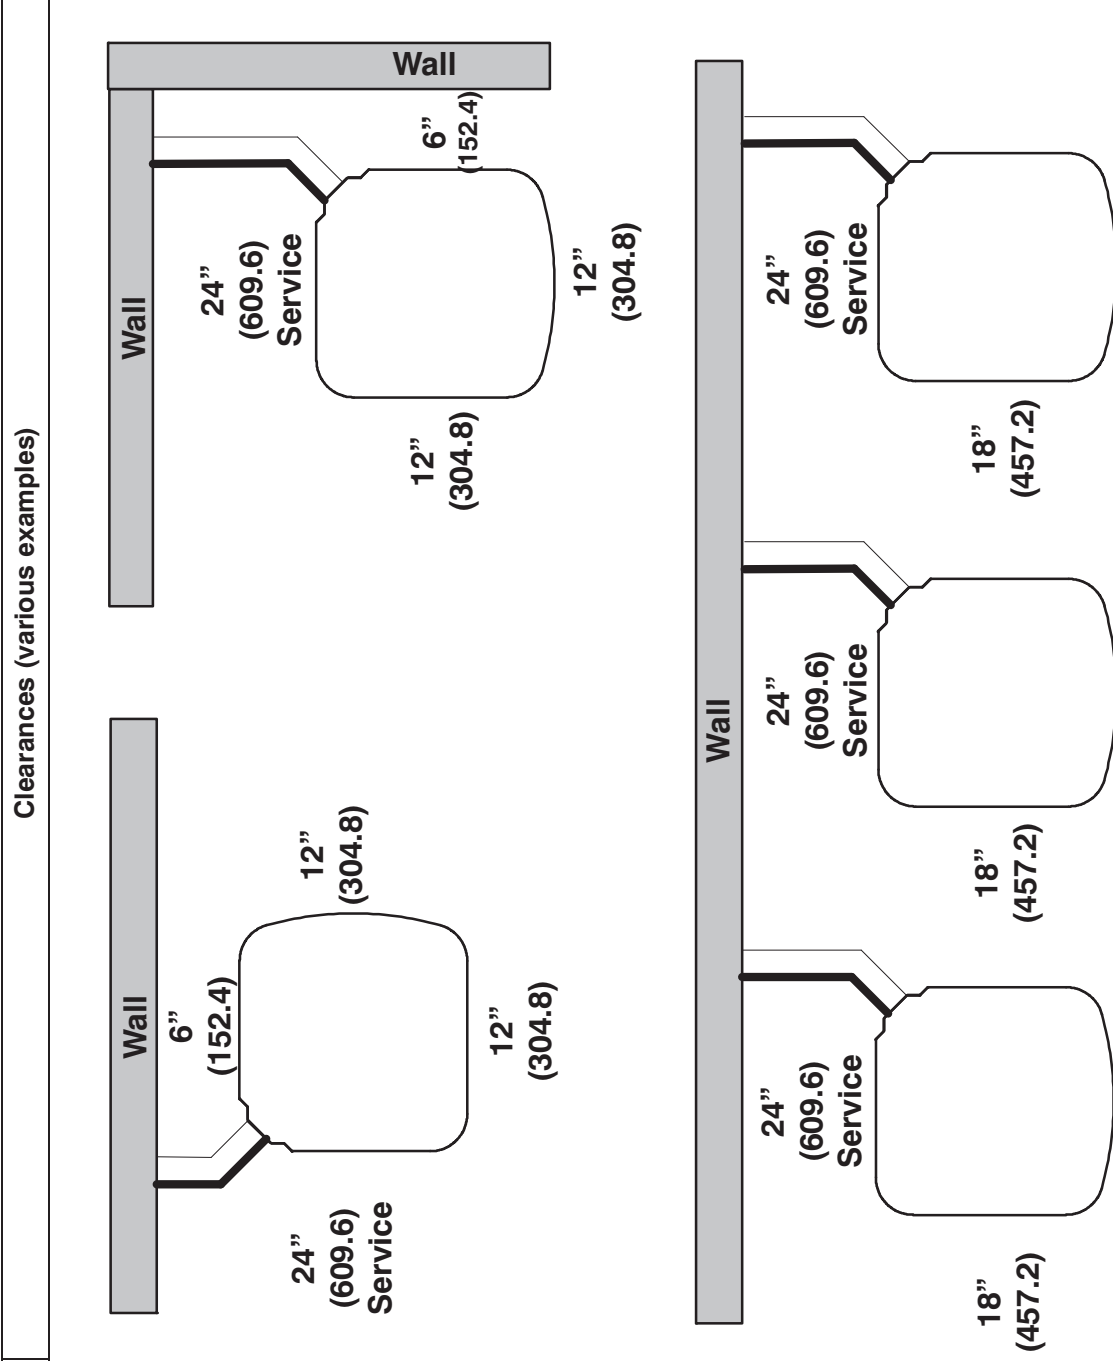 Clearances (various examples)
Wall
6”
(152.4)
24”
(609.6)
Service
12”
(304.8)
12”
(304.8)
Wall
Wall
24”
(609.6)
Service
6”
(152.4)
12”
(304.8)
12”
(304.8)
Wall
24”
(609.6)
Service
18”
(457.2)
24”
(609.6)
Service
18”
(457.2)
24”
(609.6)
Service
18”
(457.2)